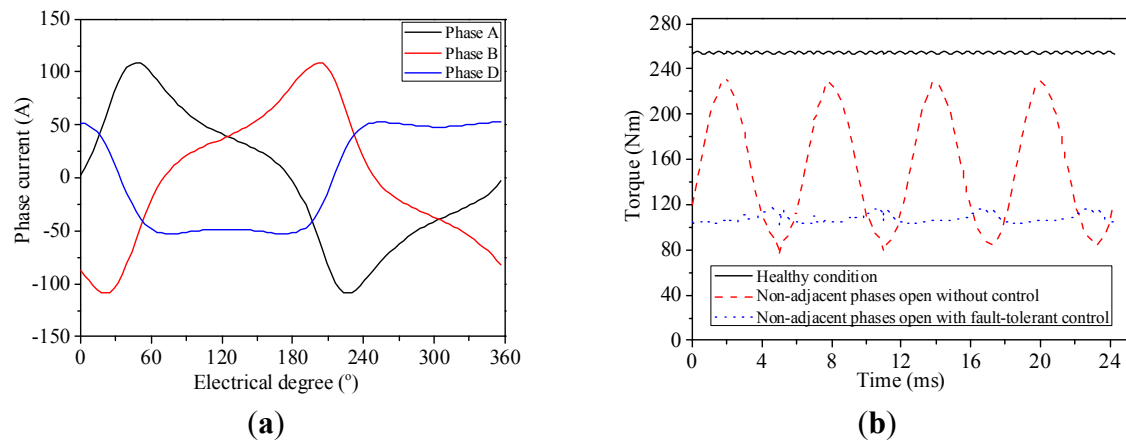 150
100
50
0
-50
-100
-150
Phase current (A)
Phase A
Phase B
Phase D
0 60 120 180 240 300 360
Electrical degree (°)
(a)
280
240
200
160
120
80
40
0
Torque (Nm)
Healthy condition
Non-adjacent phases open without control
Non-adjacent phases open with fault-tolerant control
0 4 8 12 16 20 24
Time (ms)
(b)